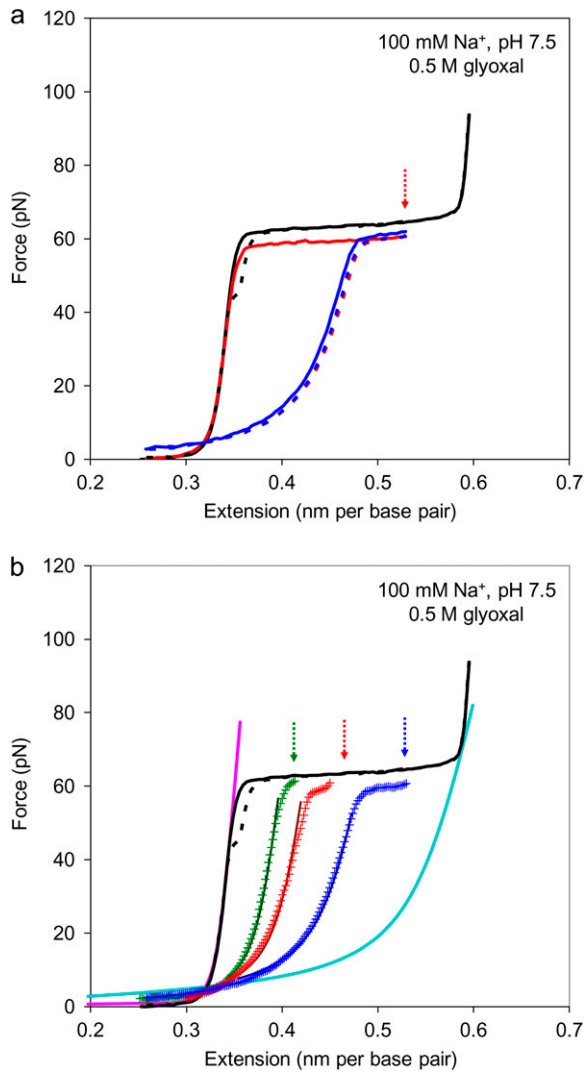 a
120
100 mM Na⁺, pH 7.5
0.5 M glyoxal
100
80
60
40
20
0
Force (pN)
0.2 0.3 0.4 0.5 0.6 0.7
Extension (nm per base pair)
b
120
100 mM Na⁺, pH 7.5
0.5 M glyoxal
100
80
60
40
20
0
Force (pN)
0.2 0.3 0.4 0.5 0.6 0.7
Extension (nm per base pair)